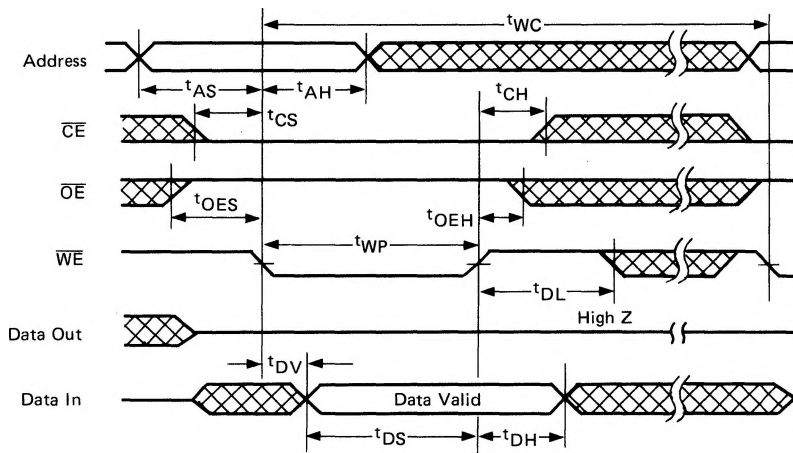 tWC
Address
tAS
tAH
tCH
tCS
CE
OE
tOES
tOEH
tWP
WE
tDL
High Z
Data Out
tDV
Data In
Data Valid
tDS
tDH